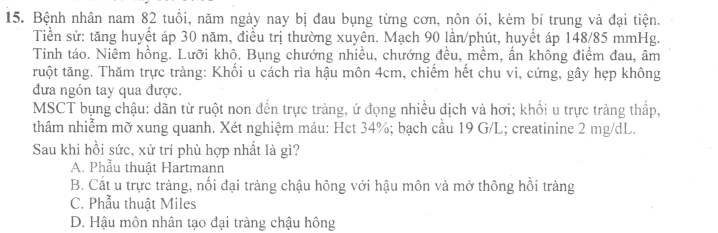 15. Bệnh nhân nam 82 tuổi, năm ngày nay bị đau bụng từng cơn, nôn ói, kèm bí trung và đại tiện.
Tiền sử: tăng huyết áp 30 năm, điều trị thường xuyên. Mạch 90 lần/phút, huyết áp 148/85 mmHg.
Tỉnh táo. Niêm hồng. Lưỡi khô. Bụng chướng nhiều, chướng đều, mềm, ấn không điểm đau, âm
ruột tăng. Thăm trực tràng: Khối u cách rìa hậu môn 4cm, chiếm hết chu vi, cứng, gây hẹp không
đưa ngón tay qua được.
MSCT bụng chậu: dãn từ ruột non đến trực tràng, ứ đọng nhiều dịch và hơi; khối u trực tràng thấp,
thâm nhiễm mỡ xung quanh. Xét nghiệm máu: Hct 34%; bạch cầu 19 G/L; creatinine 2 mg/dL.
Sau khi hồi sức, xử trí phù hợp nhất là gì?
A. Phẫu thuật Hartmann
B. Cắt u trực tràng, nối đại tràng chậu hông với hậu môn và mở thông hồi tràng
C. Phẫu thuật Miles
D. Hậu môn nhân tạo đại tràng chậu hông